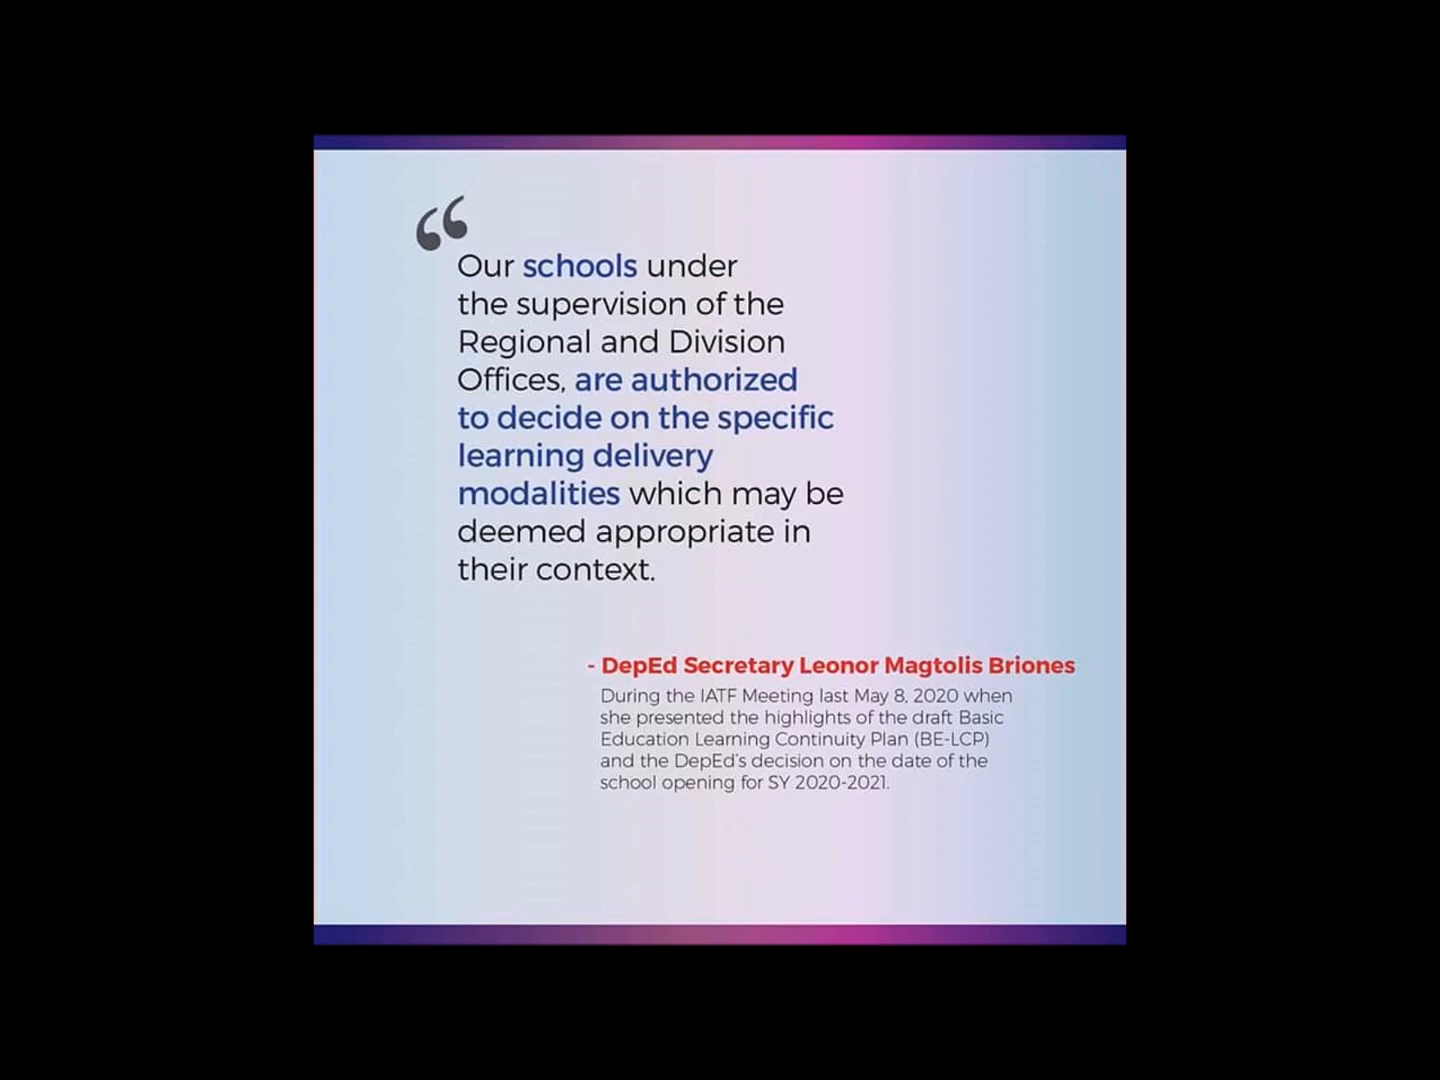 “
Our schools under
the supervision of the
Regional and Division
Offices, are authorized
to decide on the specific
learning delivery
modalities which may be
deemed appropriate in
their context.
- DepEd Secretary Leonor Magtolis Briones
During the IATF Meeting last May 8, 2020 when
she presented the highlights of the draft Basic
Education Learning Continuity Plan (BE-LCP)
and the DepEd's decision on the date of the
school opening for SY 2020-2021.